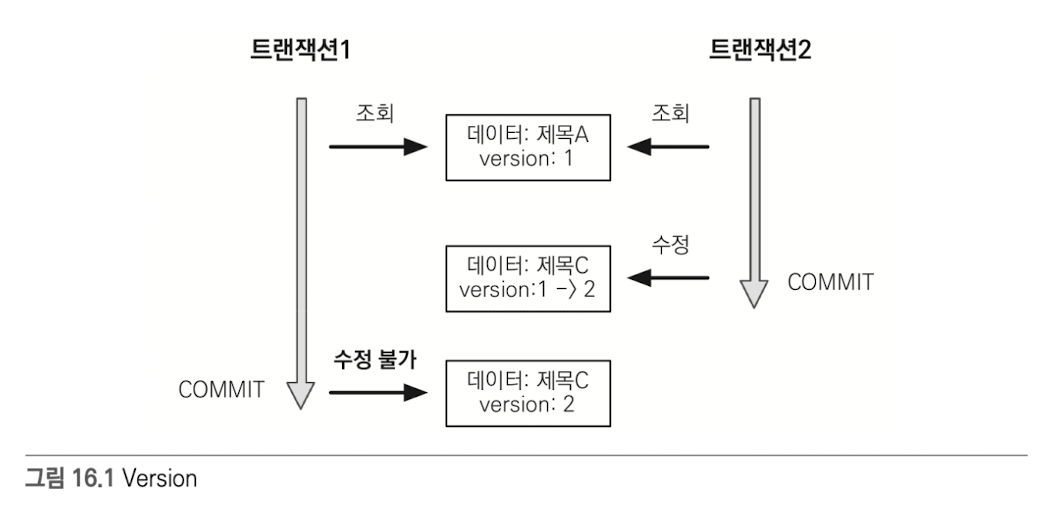 트랜잭션1
트랜잭션2
조회
조회
데이터: 제목A
version: 1
수정
데이터: 제목C
version:1 -> 2
COMMIT
수정 불가
COMMIT
데이터: 제목C
version: 2
그림 16.1 Version